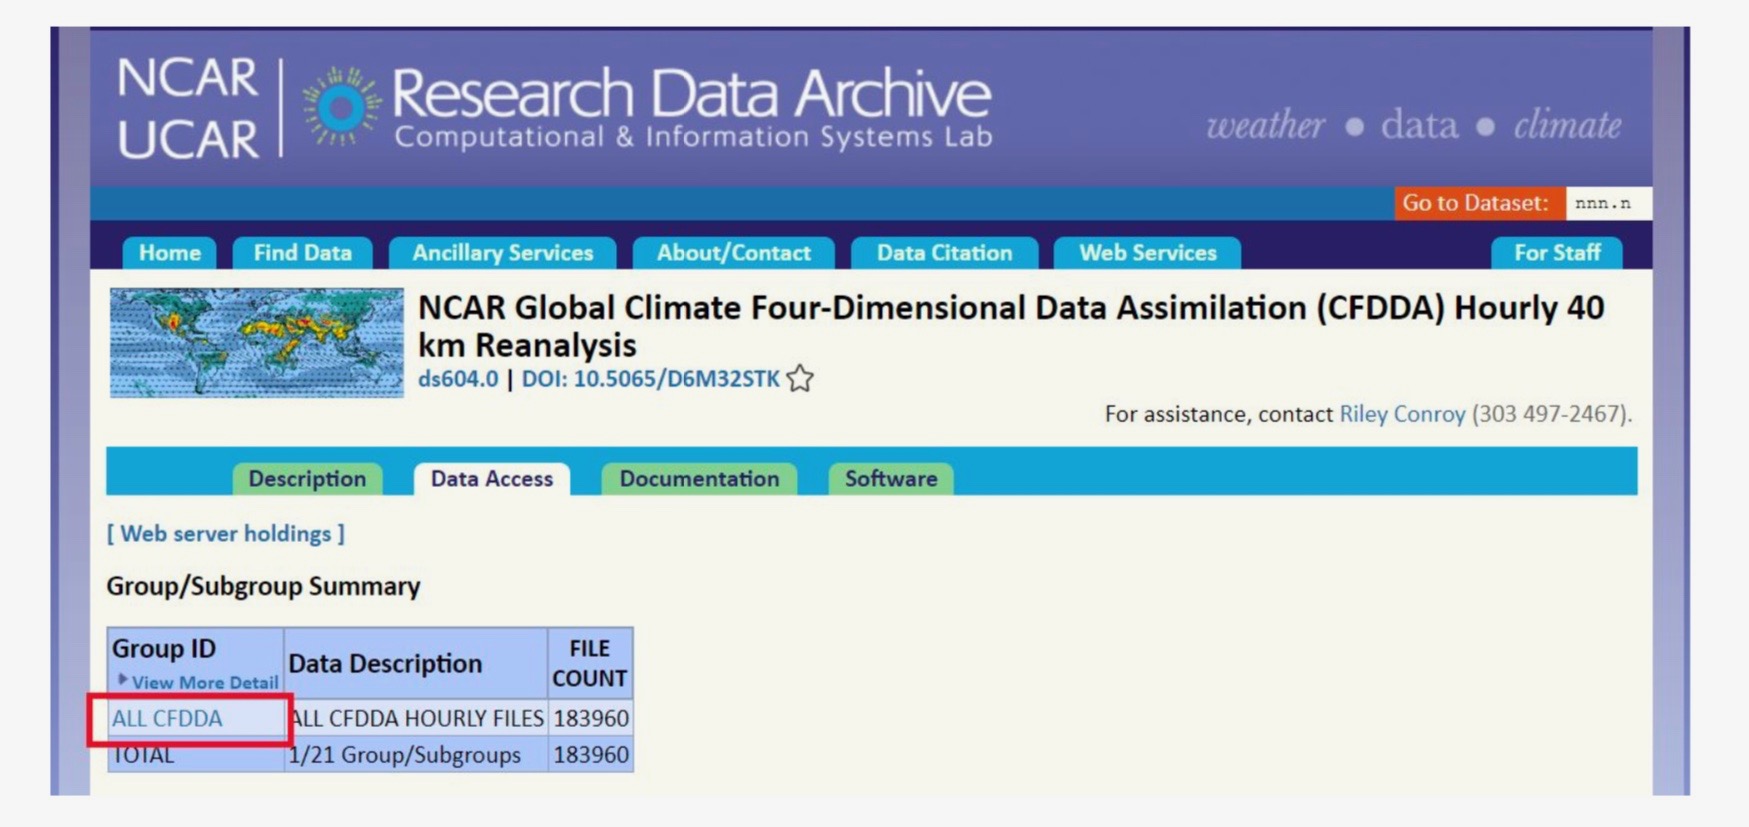 NCAR
UCAR
Research Data Archive
Computational & Information Systems Lab
weather • data • climate
Go to Dataset: nnn.n
Home Find Data Ancillary Services About/Contact Data Citation Web Services For Staff
NCAR Global Climate Four-Dimensional Data Assimilation (CFDDA) Hourly 40
km Reanalysis
ds604.0 | DOI: 10.5065/D6M32STK
For assistance, contact Riley Conroy (303 497-2467).
Description Data Access Documentation Software
[ Web server holdings ]
Group/Subgroup Summary
Group ID
View More Detail
Data Description
FILE
COUNT
ALL CFDDA ALL CFDDA HOURLY FILES 183960
TOTAL 1/21 Group/Subgroups 183960